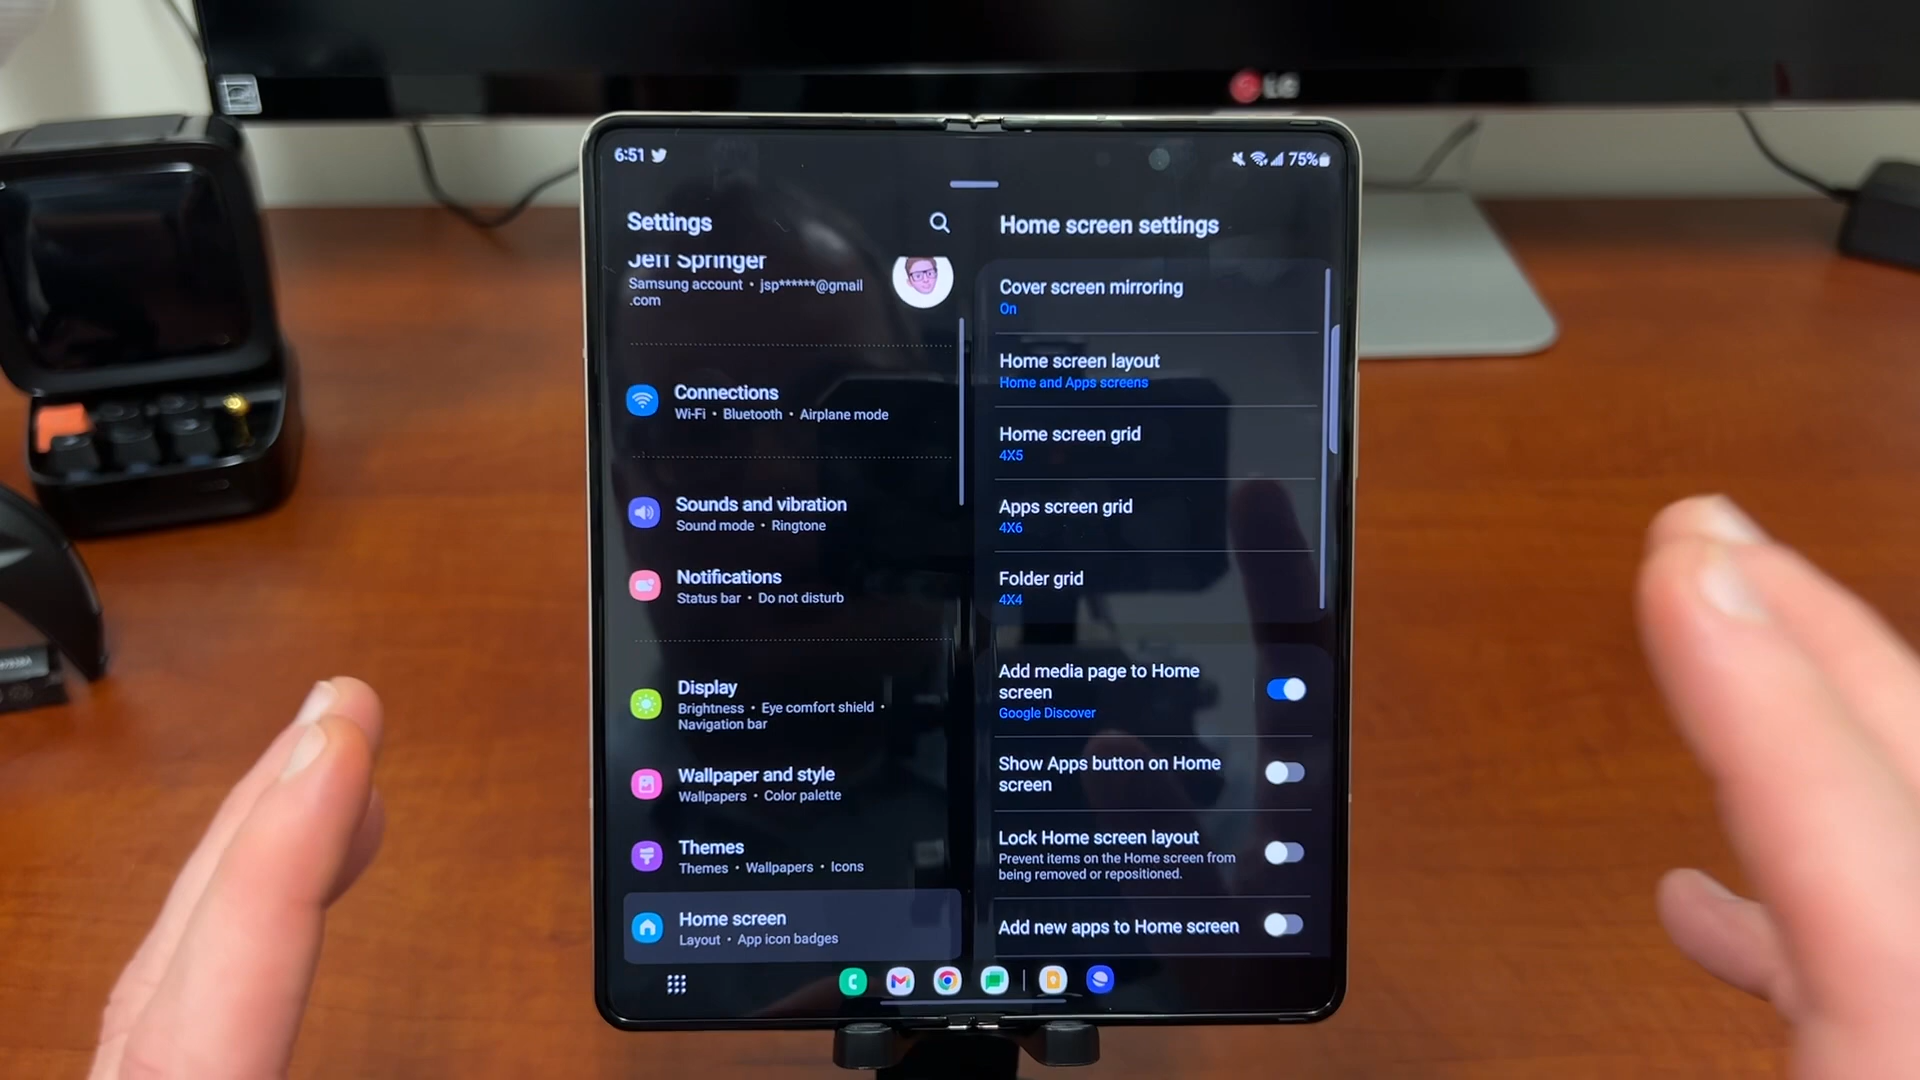 LG
6:51
75%
Settings
Jeff Springer
Samsung account • jsp******@gmail
.com
Connections
Wi-Fi • Bluetooth • Airplane mode
Sounds and vibration
Sound mode • Ringtone
Notifications
Status bar • Do not disturb
Display
Brightness • Eye comfort shield •
Navigation bar
Wallpaper and style
Wallpapers • Color palette
Themes
Themes • Wallpapers • Icons
Home screen
Layout • App icon badges
Home screen settings
Cover screen mirroring
On
Home screen layout
Home and Apps screens
Home screen grid
4X5
Apps screen grid
4X6
Folder grid
4X4
Add media page to Home
screen
Google Discover
Show Apps button on Home
screen
Lock Home screen layout
Prevent items on the Home screen from
being removed or repositioned.
Add new apps to Home screen